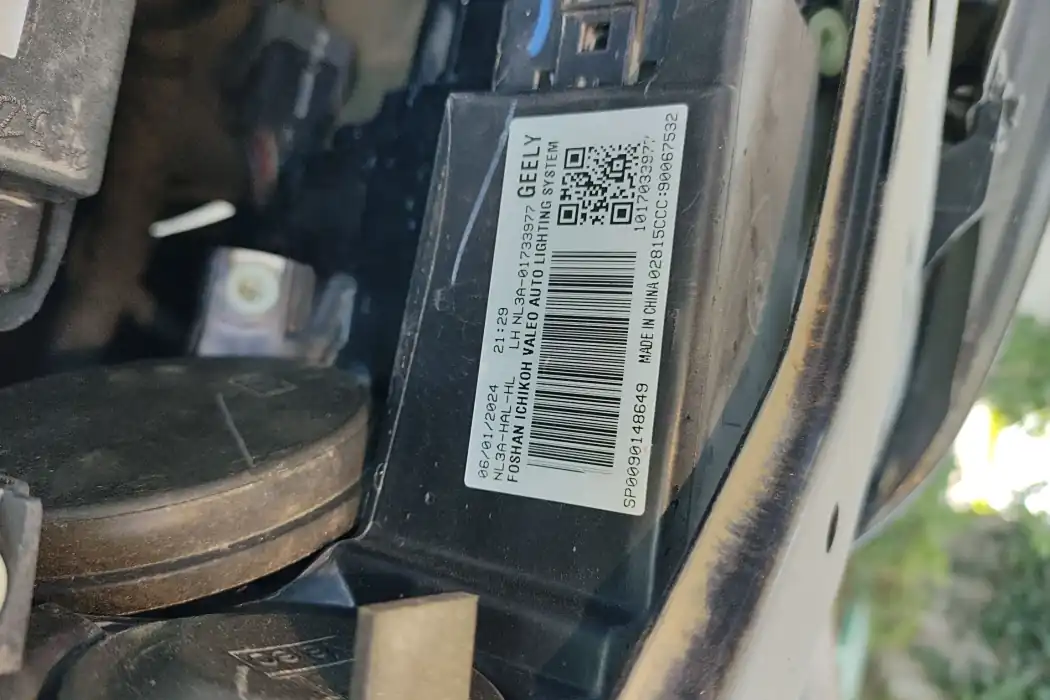 06/01/2024 21:29
NL3A-HAL-HL LH NL3A-01733977 GEELY
FOSHAN ICHIKOH VALEO AUTO LIGHTING SYSTEM
1017033977
SP0090148649 MADE IN CHINA 02815CCC:90067532